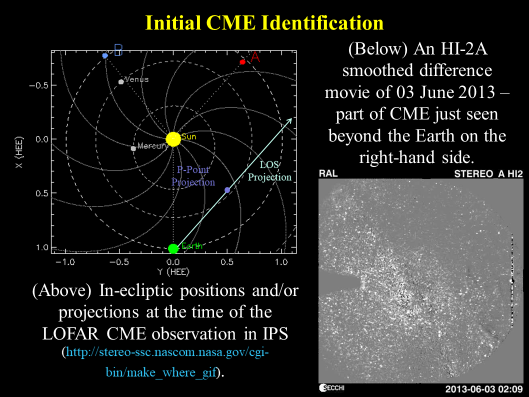 Initial CME Identification
B
A
Venus
Sun
Mercury
P-Point
Projection
LOS
Projection
Earth
-0.5
0.0
0.5
1.0
X (HEE)
-1.0
-0.5
0.0
0.5
1.0
Y (HEE)
(Above) In-ecliptic positions and/or
projections at the time of the
LOFAR CME observation in IPS
(http://stereo-ssc.nascom.nasa.gov/cgi-
bin/make_where_gif).
(Below) An HI-2A
smoothed difference
movie of 03 June 2013 –
part of CME just seen
beyond the Earth on the
right-hand side.
RAL
STEREO A HI2
SECCHI
2013-06-03 02:09